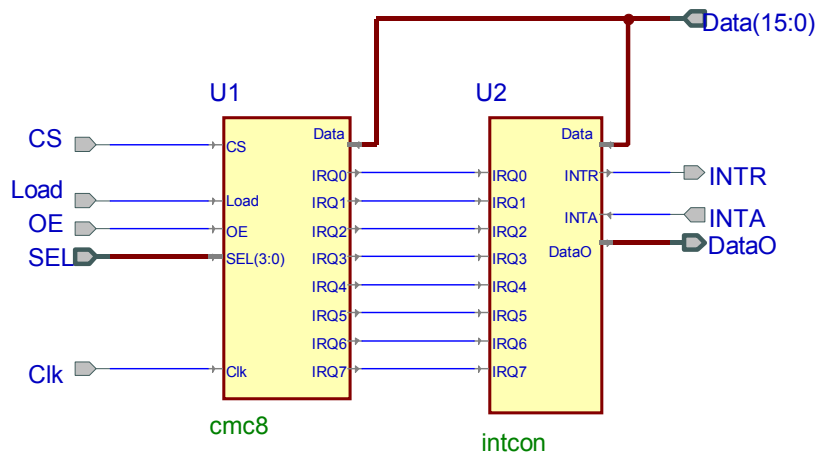 Data(15:0)
U1
U2
CS
CS
Data
Data
Load
Load
IRQ0
IRQ0
INTR
INTR
IRQ1
IRQ1
OE
OE
IRQ2
IRQ2
INTA
INTA
SEL
SEL(3:0)
IRQ3
IRQ3
DataO
DataO
IRQ4
IRQ4
IRQ5
IRQ5
IRQ6
IRQ6
Clk
Clk
IRQ7
IRQ7
cmc8
intcon